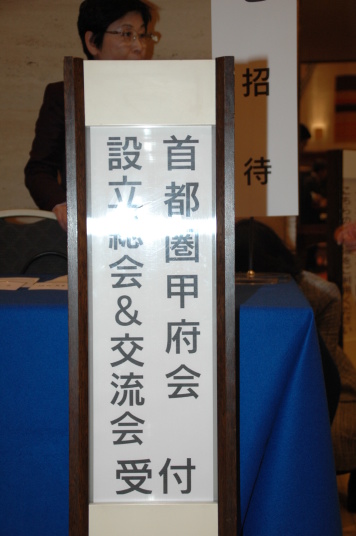 首都圏甲府会
設立総会&交流会
受付
招待